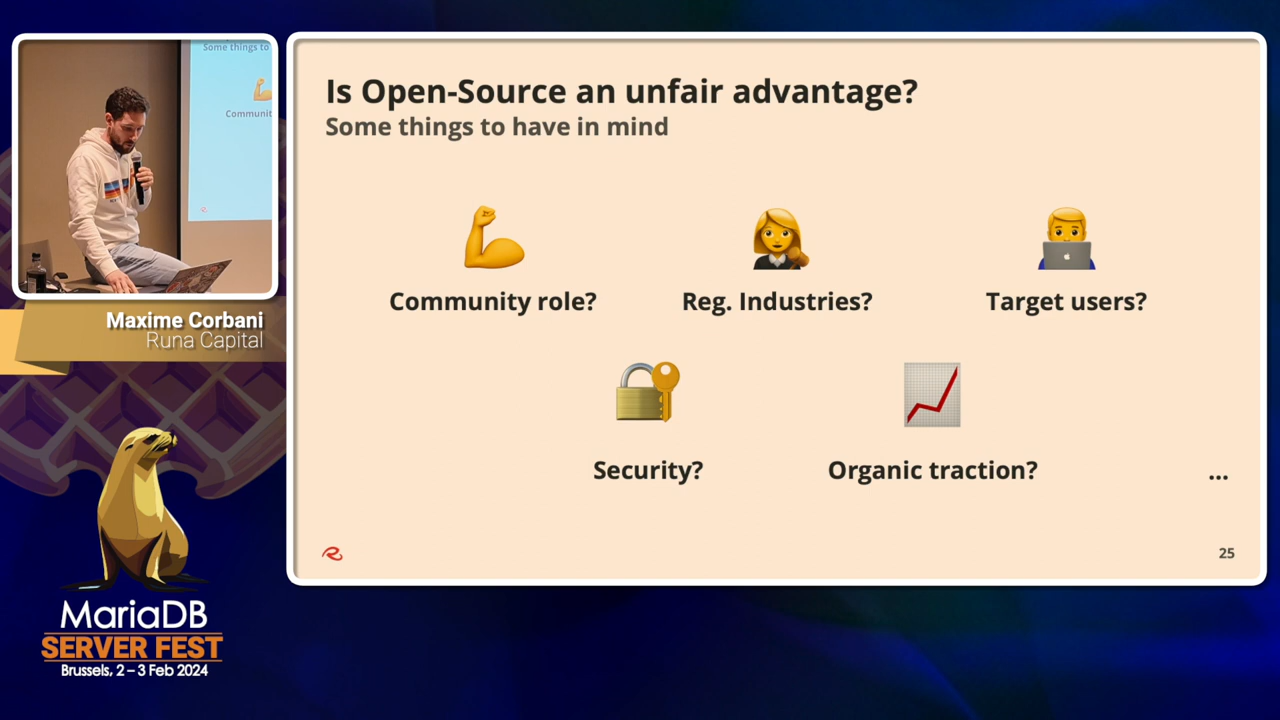 Some things to
Communit
Maxime Corbani
Runa Capital
MariaDB
SERVER FEST
Brussels, 2 – 3 Feb 2024
Is Open-Source an unfair advantage?
Some things to have in mind
Community role?
Reg. Industries?
Target users?
Security?
Organic traction?
...
25